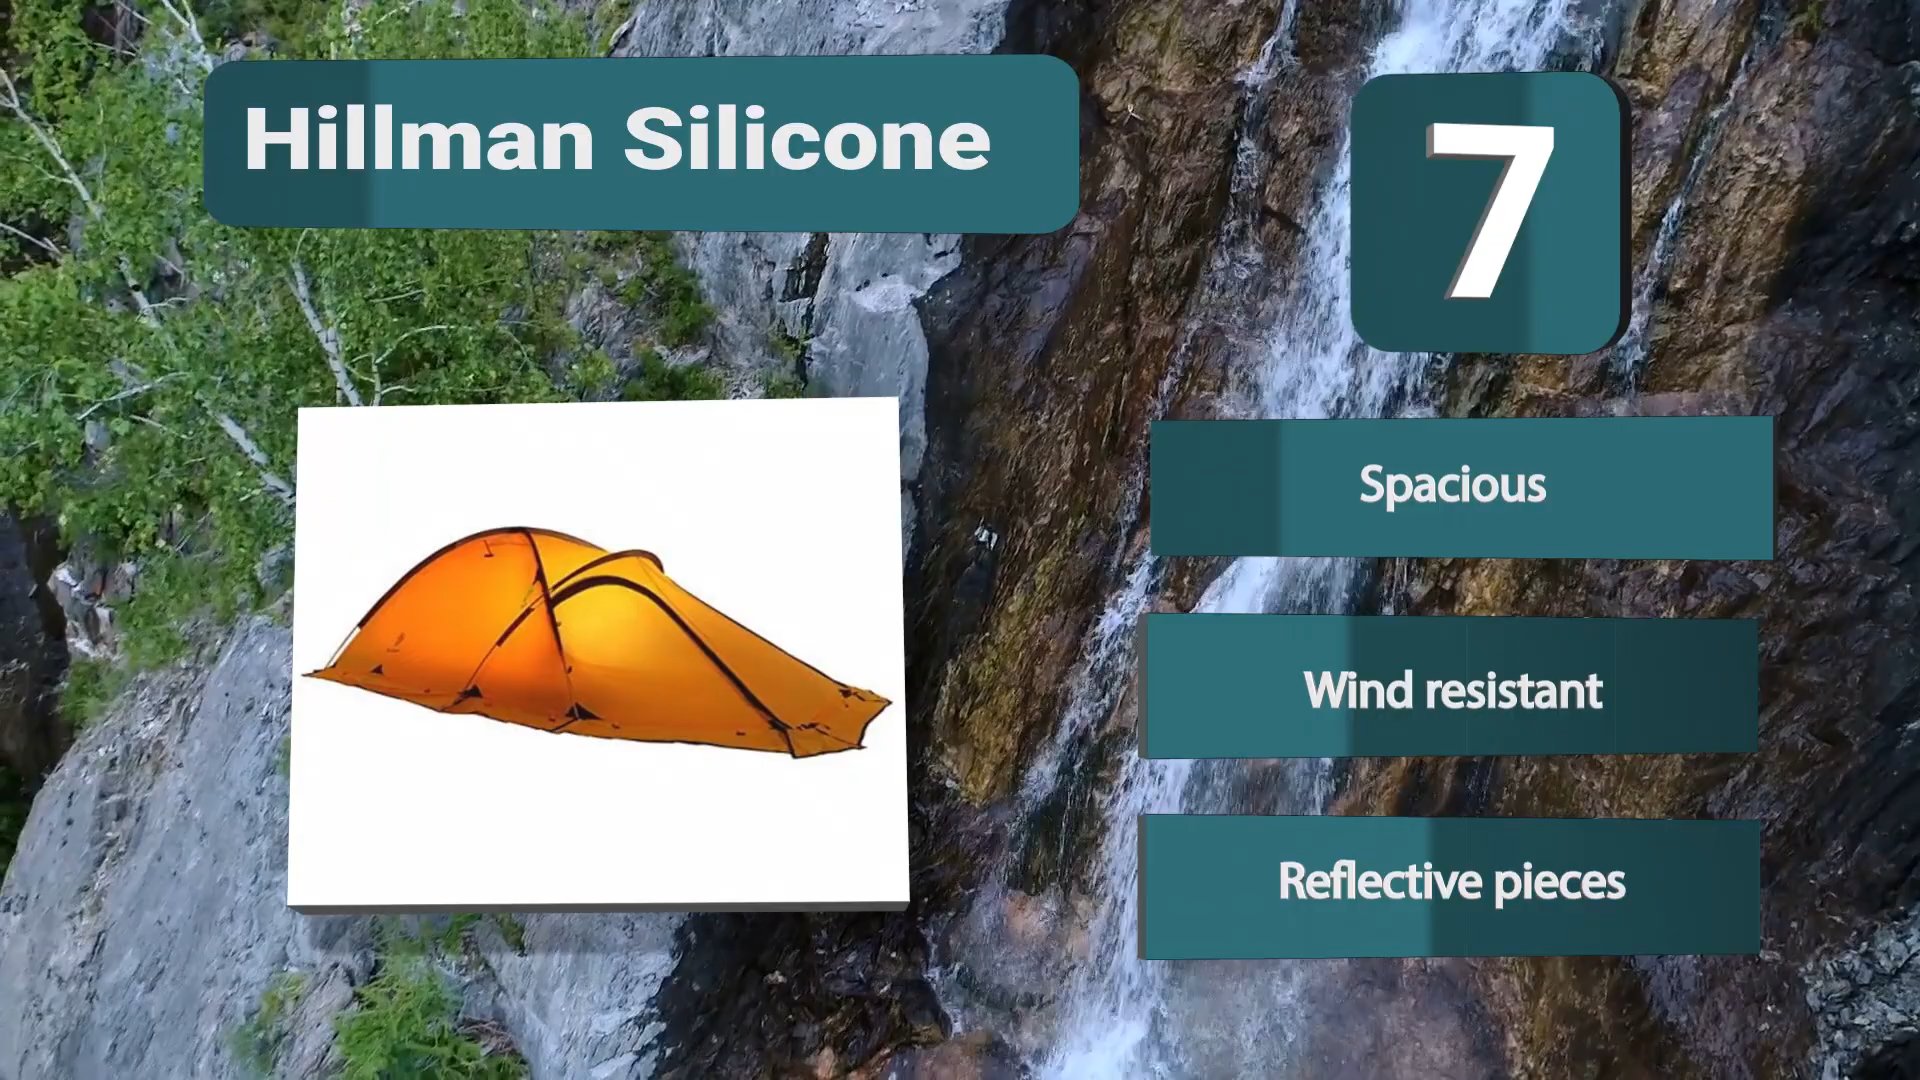 Hillman Silicone
7
Spacious
Wind resistant
Reflective pieces